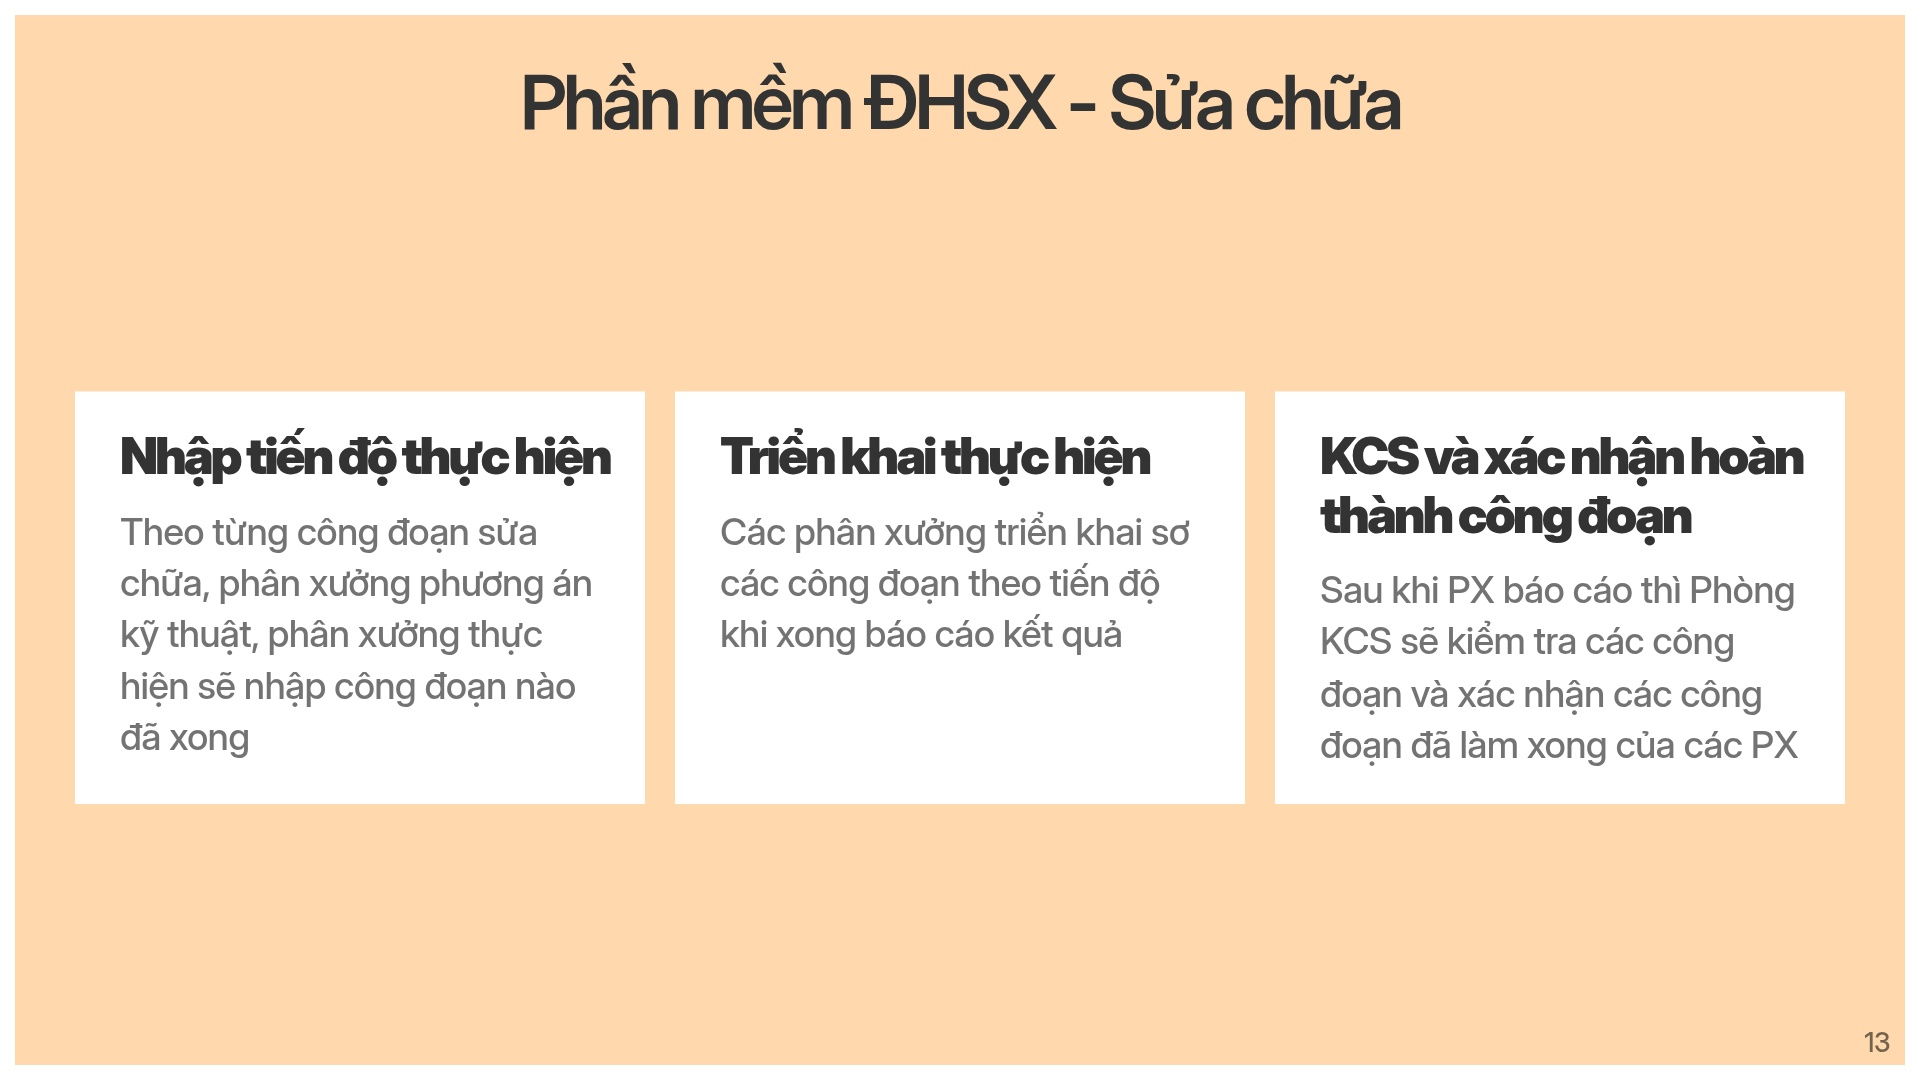 Phần mềm ĐHSX - Sửa chữa
Nhập tiến độ thực hiện
Theo từng công đoạn sửa
chữa, phân xưởng phương án
kỹ thuật, phân xưởng thực
hiện sẽ nhập công đoạn nào
đã xong
Triển khai thực hiện
Các phân xưởng triển khai sơ
các công đoạn theo tiến độ
khi xong báo cáo kết quả
KCS và xác nhận hoàn
thành công đoạn
Sau khi PX báo cáo thì Phòng
KCS sẽ kiểm tra các công
đoạn và xác nhận các công
đoạn đã làm xong của các PX
13